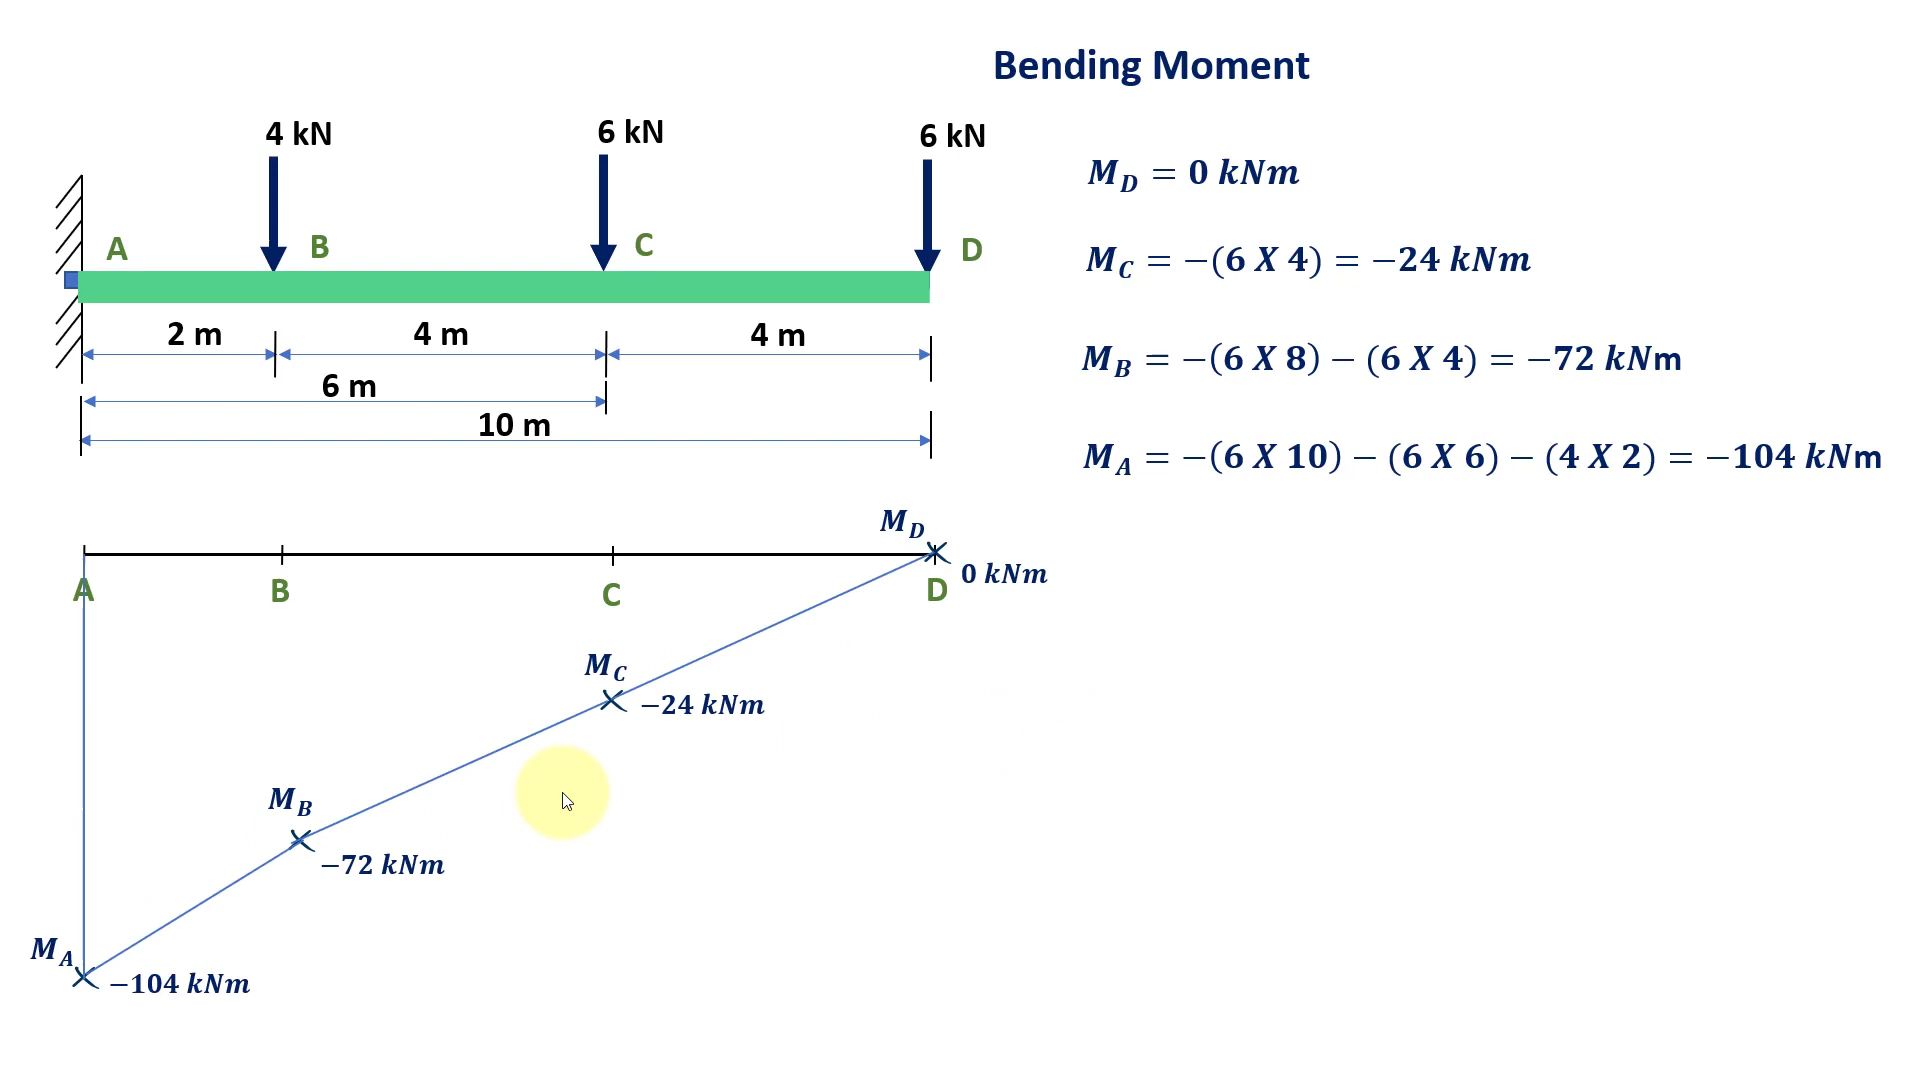 Bending Moment
4 kN
6 kN
6 kN
A
B
C
D
2 m
4 m
4 m
6 m
10 m
M_D = 0 kNm
M_C = −(6 X 4) = −24 kNm
M_B = −(6 X 8) − (6 X 4) = −72 kNm
M_A = −(6 X 10) − (6 X 6) − (4 X 2) = −104 kNm
M_D
A
B
C
D
0 kNm
M_C
−24 kNm
M_B
−72 kNm
M_A
−104 kNm